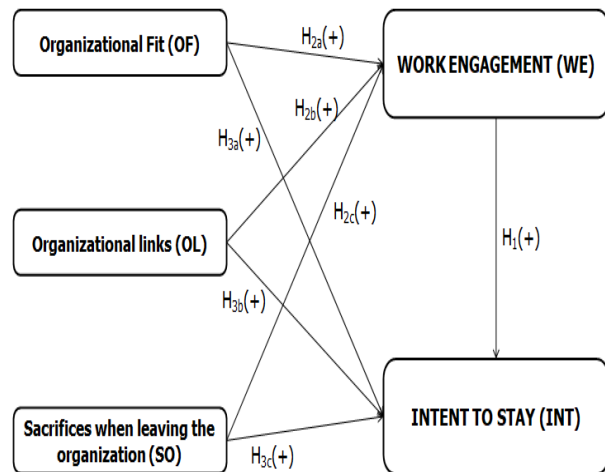 Organizational Fit (OF)
H2a(+)
WORK ENGAGEMENT (WE)
H2b(+)
H3a(+)
H2c(+)
Organizational links (OL)
H1(+)
H3b(+)
Sacrifices when leaving the
organization (SO)
H3c(+)
INTENT TO STAY (INT)